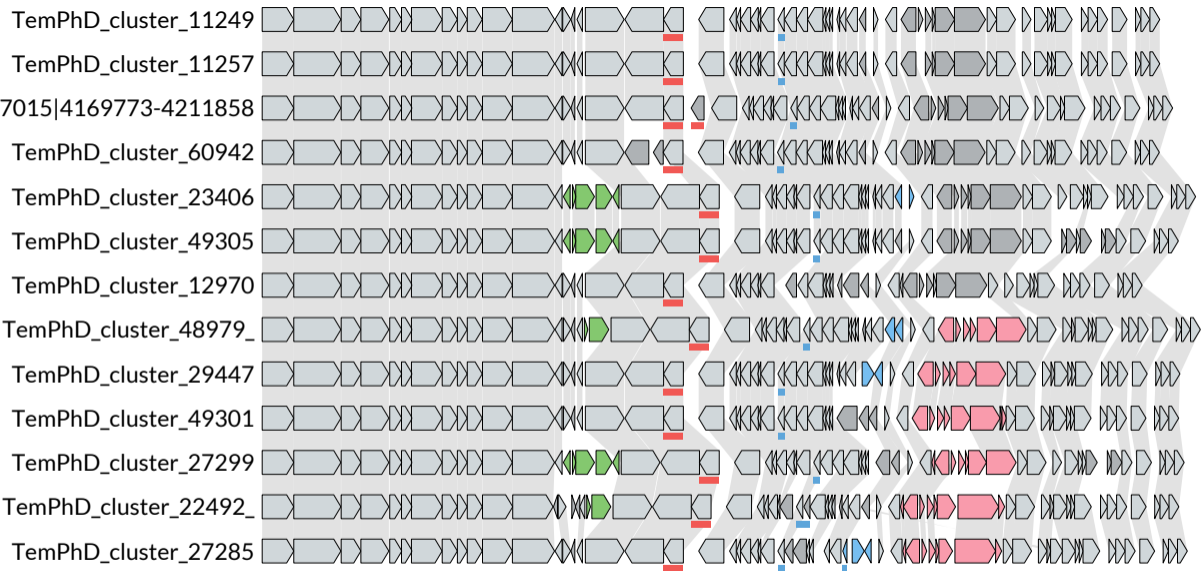 TemPhD_cluster_11249
TemPhD_cluster_11257
7015|4169773-4211858
TemPhD_cluster_60942
TemPhD_cluster_23406
TemPhD_cluster_49305
TemPhD_cluster_12970
TemPhD_cluster_48979_
TemPhD_cluster_29447
TemPhD_cluster_49301
TemPhD_cluster_27299
TemPhD_cluster_22492_
TemPhD_cluster_27285